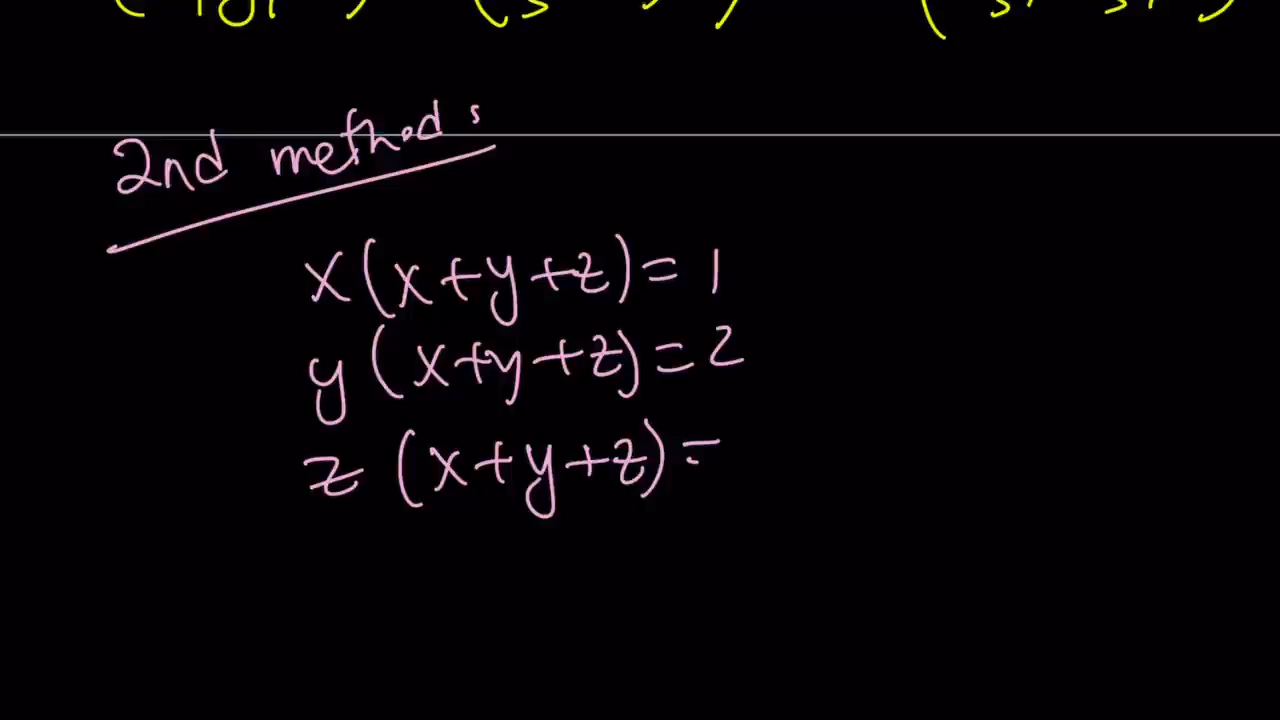 2nd method:
x(x+y+z)=1
y(x+y+z)=2
z(x+y+z)=